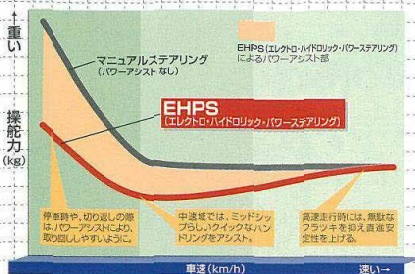 ↑重い
操舵力
(kg)
マニュアルステアリング
(パワーアシストなし)
EHPS(エレクトロ・ハイドロリック・パワーステアリング)
によるパワーアシスト部
EHPS
(エレクトロ・ハイドロリック・パワーステアリング)
停車時や、切り返しの際
はパワーアシストにより、
取り回ししやすいように。
中速域では、ミッドシップ
らしいクイックなハン
ドリングをアシスト。
高速走行時には、無駄な
フラツキを抑え直進安
定性を上げる。
車速(km/h)
速い→